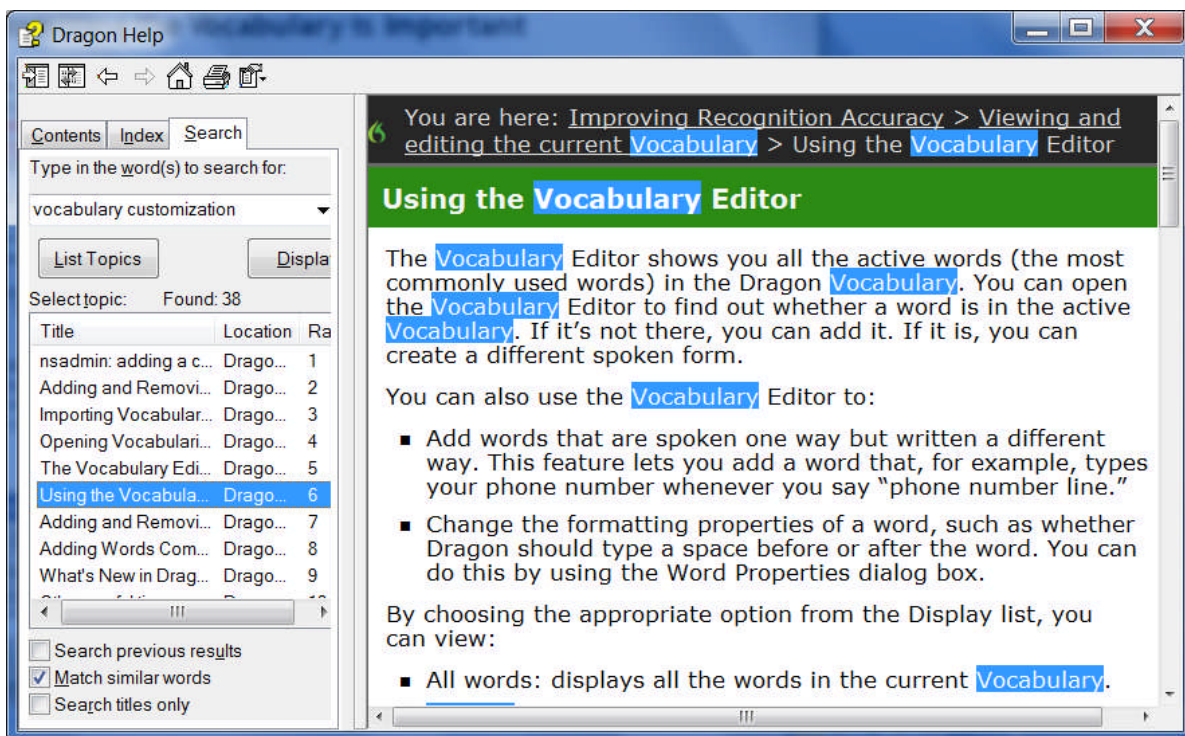 Dragon Help
Contents Index Search
Type in the word(s) to search for:
vocabulary customization
List Topics Displa
Select topic: Found: 38
Title Location Ra
nsadmin: adding a c... Drago... 1
Adding and Removi... Drago... 2
Importing Vocabular... Drago... 3
Opening Vocabulari... Drago... 4
The Vocabulary Edi... Drago... 5
Using the Vocabula... Drago... 6
Adding and Removi... Drago... 7
Adding Words Com... Drago... 8
What's New in Drag... Drago... 9
Search previous results
Match similar words
Search titles only
You are here: Improving Recognition Accuracy > Viewing and
editing the current Vocabulary > Using the Vocabulary Editor
Using the Vocabulary Editor
The Vocabulary Editor shows you all the active words (the most
commonly used words) in the Dragon Vocabulary. You can open
the Vocabulary Editor to find out whether a word is in the active
Vocabulary. If it’s not there, you can add it. If it is, you can
create a different spoken form.
You can also use the Vocabulary Editor to:
▪ Add words that are spoken one way but written a different
way. This feature lets you add a word that, for example, types
your phone number whenever you say “phone number line.”
▪ Change the formatting properties of a word, such as whether
Dragon should type a space before or after the word. You can
do this by using the Word Properties dialog box.
By choosing the appropriate option from the Display list, you
can view:
▪ All words: displays all the words in the current Vocabulary.